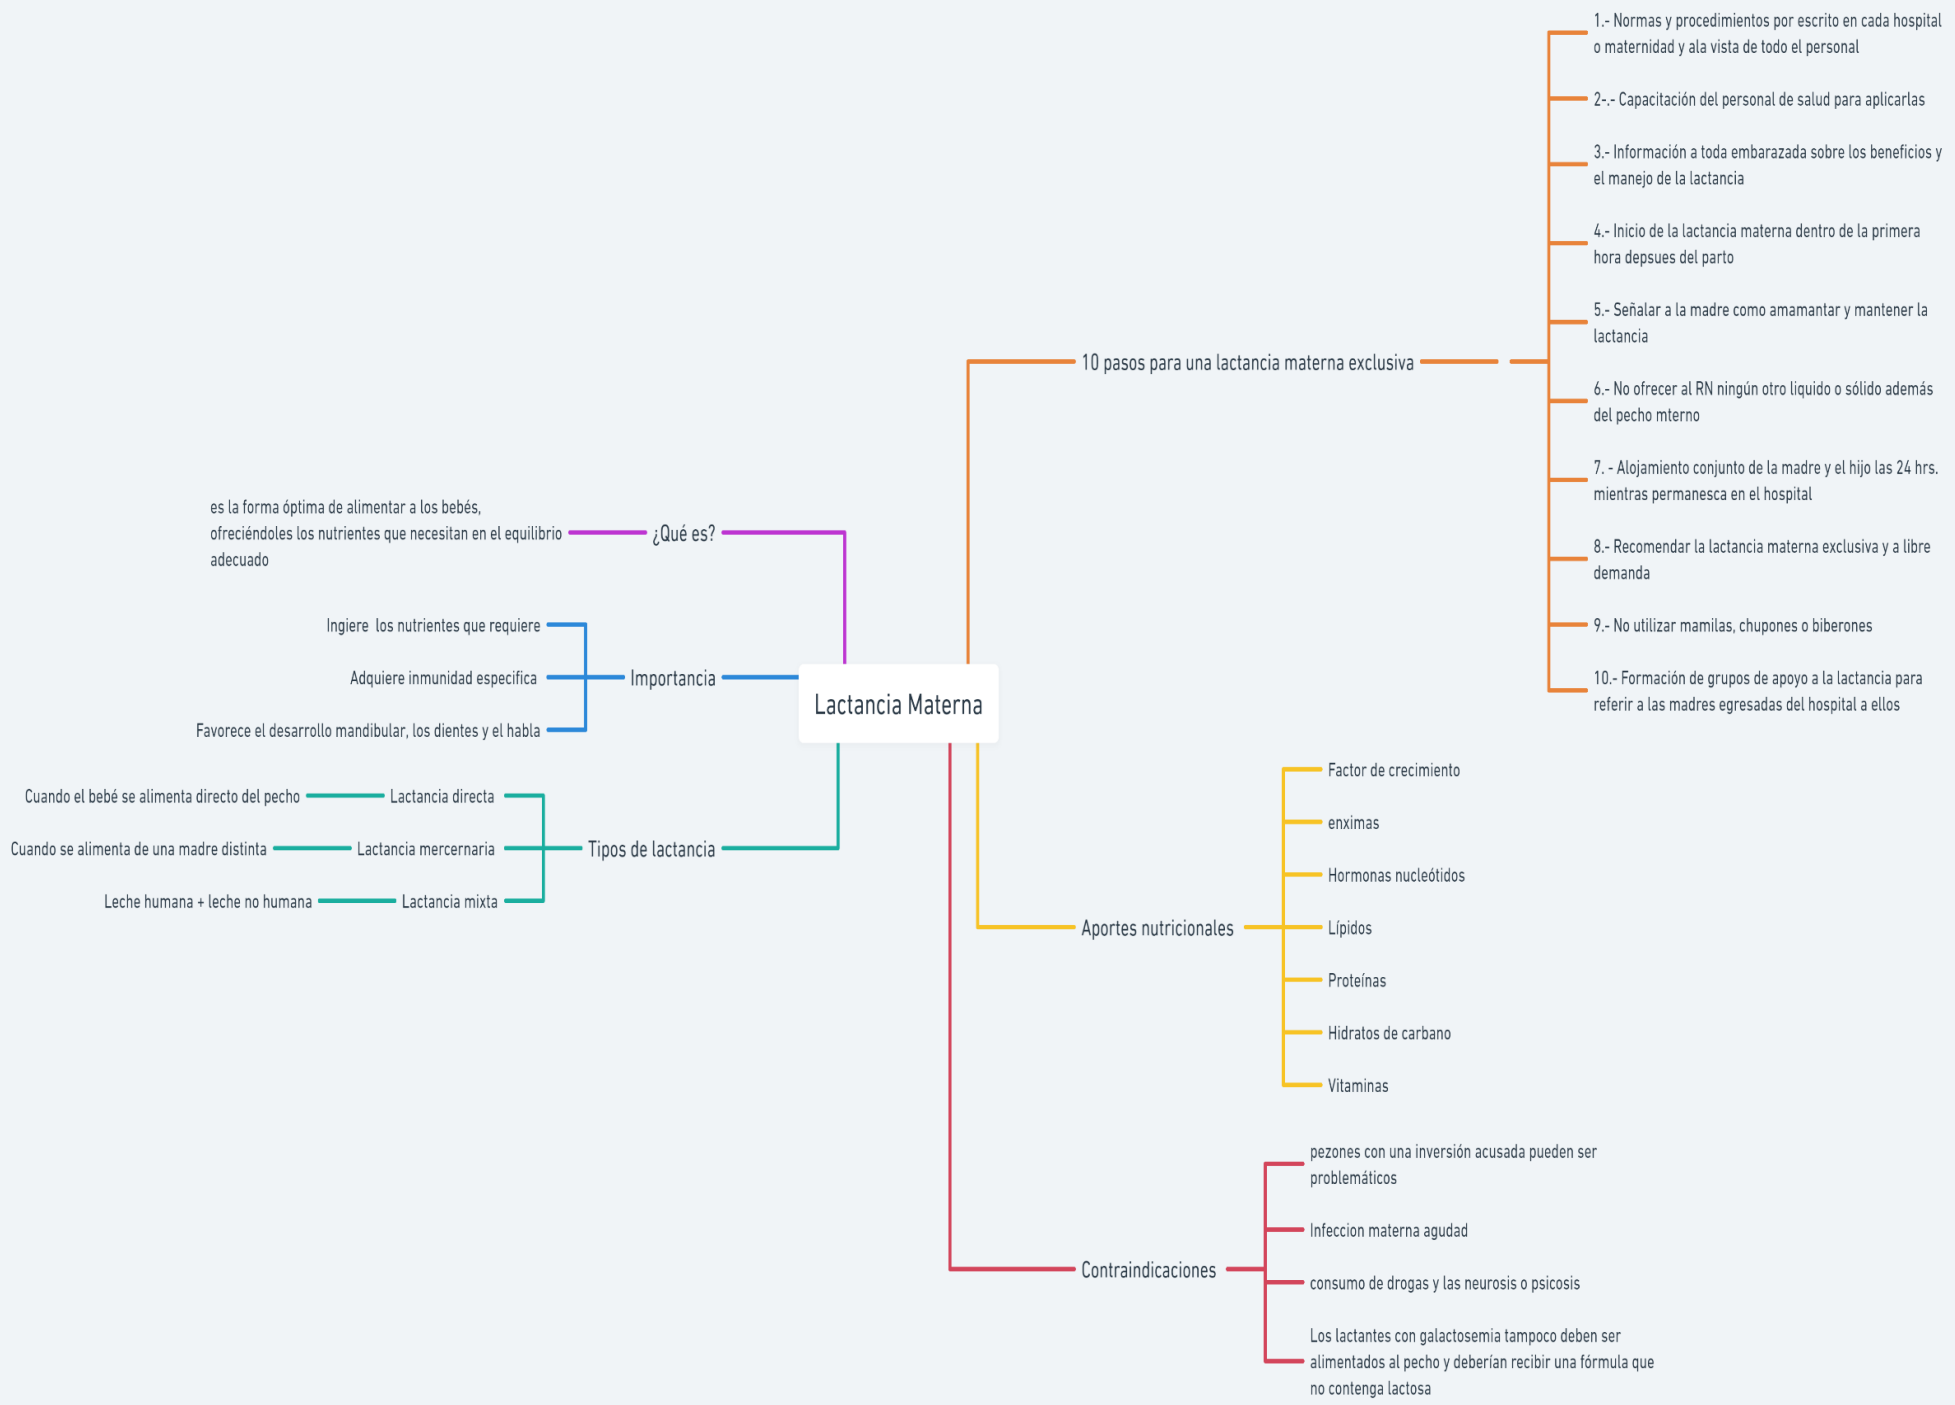 Lactancia Materna
¿Qué es?
es la forma óptima de alimentar a los bebés,
ofreciéndoles los nutrientes que necesitan en el equilibrio
adecuado
Importancia
Ingiere  los nutrientes que requiere
Adquiere inmunidad especifica
Favorece el desarrollo mandibular, los dientes y el habla
Tipos de lactancia
Lactancia directa
Cuando el bebé se alimenta directo del pecho
Lactancia mercernaria
Cuando se alimenta de una madre distinta
Lactancia mixta
Leche humana + leche no humana
10 pasos para una lactancia materna exclusiva
1.- Normas y procedimientos por escrito en cada hospital
o maternidad y ala vista de todo el personal
2-.- Capacitación del personal de salud para aplicarlas
3.- Información a toda embarazada sobre los beneficios y
el manejo de la lactancia
4.- Inicio de la lactancia materna dentro de la primera
hora depsues del parto
5.- Señalar a la madre como amamantar y mantener la
lactancia
6.- No ofrecer al RN ningún otro liquido o sólido además
del pecho mterno
7. - Alojamiento conjunto de la madre y el hijo las 24 hrs.
mientras permanesca en el hospital
8.- Recomendar la lactancia materna exclusiva y a libre
demanda
9.- No utilizar mamilas, chupones o biberones
10.- Formación de grupos de apoyo a la lactancia para
referir a las madres egresadas del hospital a ellos
Aportes nutricionales
Factor de crecimiento
enximas
Hormonas nucleótidos
Lípidos
Proteínas
Hidratos de carbano
Vitaminas
Contraindicaciones
pezones con una inversión acusada pueden ser
problemáticos
Infeccion materna agudad
consumo de drogas y las neurosis o psicosis
Los lactantes con galactosemia tampoco deben ser
alimentados al pecho y deberían recibir una fórmula que
no contenga lactosa